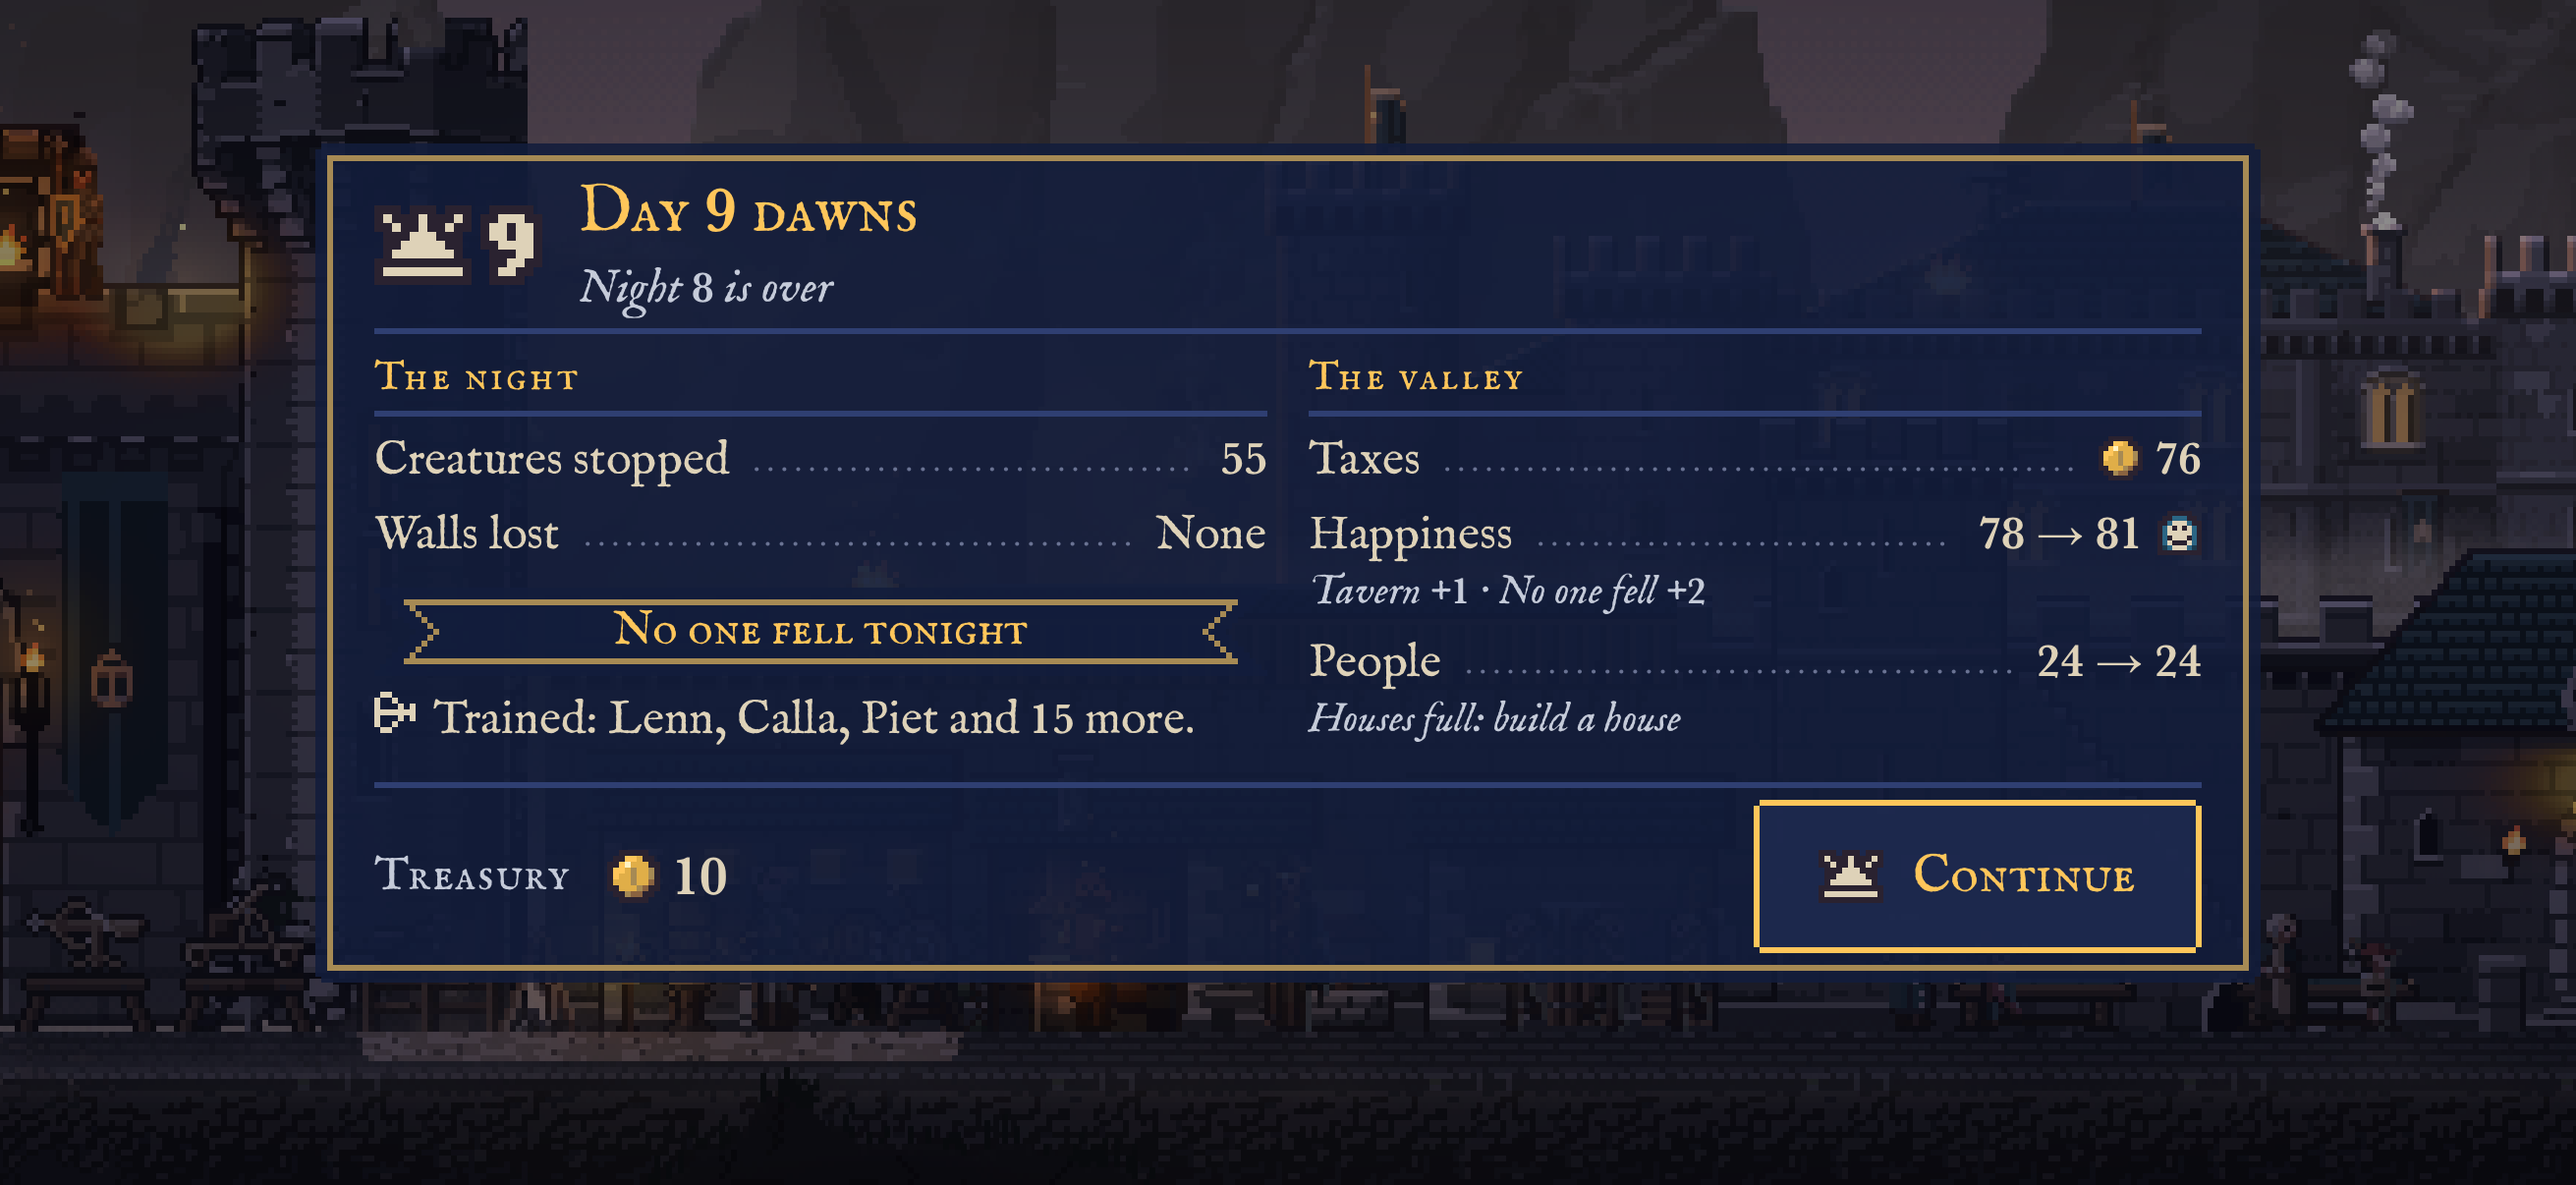 9
Day 9 dawns
Night 8 is over
The night
Creatures stopped 55
Walls lost None
No one fell tonight
Trained: Lenn, Calla, Piet and 15 more.
The valley
Taxes 76
Happiness 78 → 81
Tavern +1 · No one fell +2
People 24 → 24
Houses full: build a house
Treasury 10
Continue